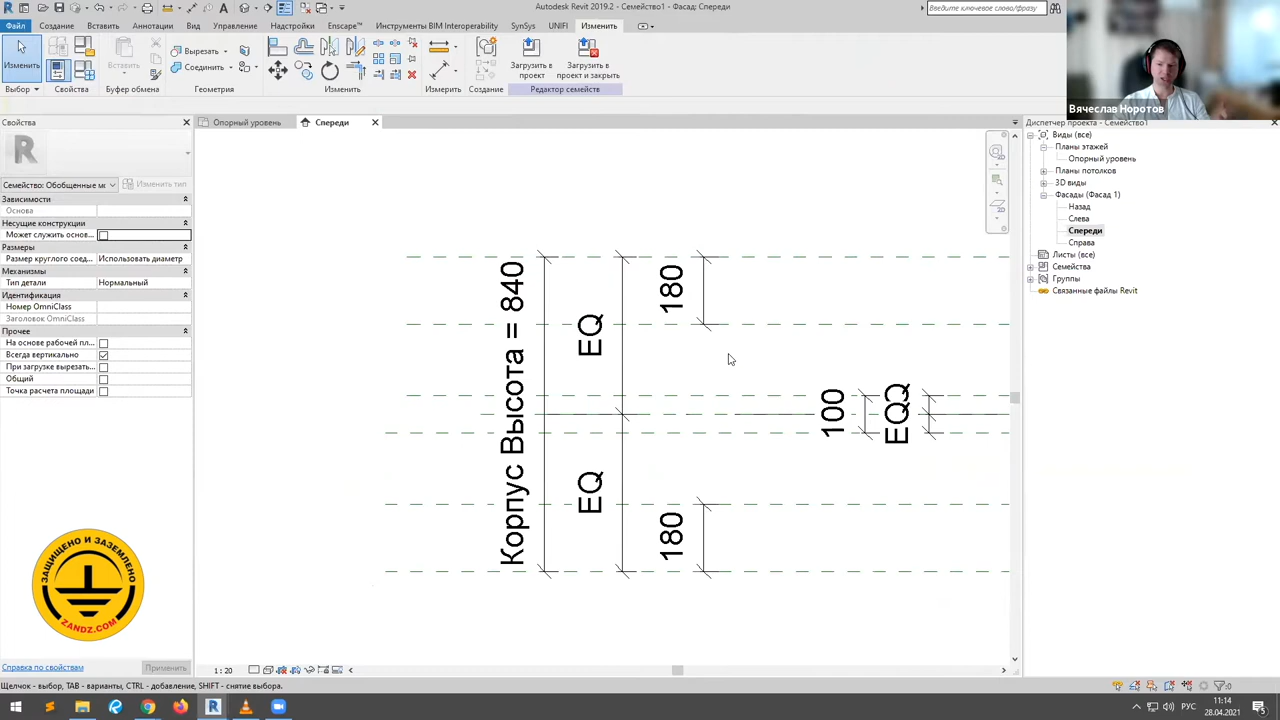 Autodesk Revit 2019.2 - Семейство1 - Фасад: Спереди
Введите ключевое слово/фразу
Файл Создание Вставить Аннотации Вид Управление Надстройки Enscape™ Инструменты BIM Interoperability SynSys UNIFI Изменить
Изменить
Вставить
Вырезать
Соединить
Загрузить в проект
Загрузить в проект и закрыть
Выбор Свойства Буфер обмена Геометрия Изменить Измерить Создание Редактор семейств
Вячеслав Норотов
Свойства
Опорный уровень
Спереди
Диспетчер проекта - Семейство1
R
Семейство: Обобщенные мс
Изменить тип
Зависимости
Основа
Несущие конструкции
Может служить основ...
Размеры
Размер круглого соед... Использовать диаметр
Механизмы
Тип детали Нормальный
Идентификация
Номер OmniClass
Заголовок OmniClass
Прочее
На основе рабочей пл...
Всегда вертикально
При загрузке вырезать...
Общий
Точка расчета площади
Виды (все)
Планы этажей
Опорный уровень
Планы потолков
3D виды
Фасады (Фасад 1)
Назад
Слева
Спереди
Справа
Листы (все)
Семейства
Группы
Связанные файлы Revit
Корпус Высота = 840
EQ
EQ
180
180
100
EQ
2D
2D
ЗАЩИЩЕНО И ЗАЗЕМЛЕНО
ZANDZ.COM
Справка по свойствам
Применить
1 : 20
Щелчок - выбор, TAB - варианты, CTRL - добавление, SHIFT - снятие выбора.
:0
РУС
11:14
28.04.2021